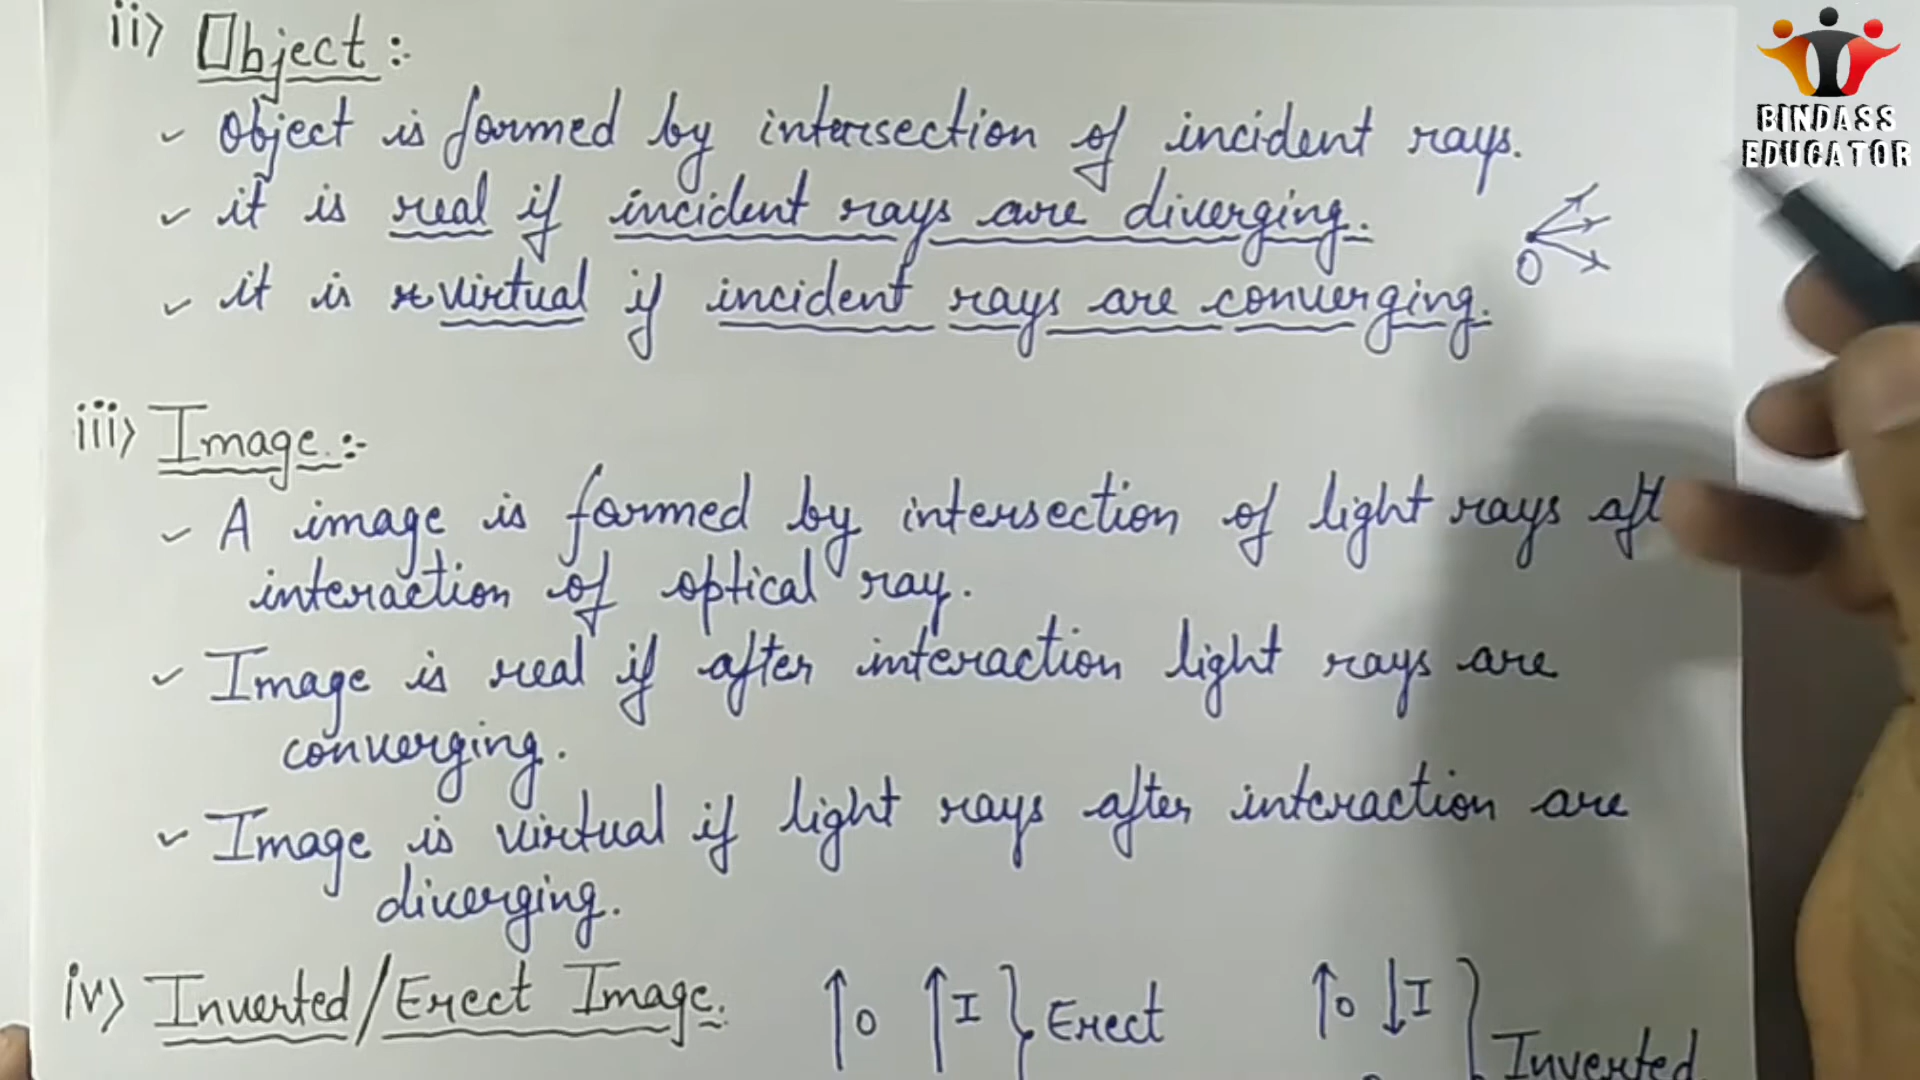 ii) Object :-
Object is formed by intersection of incident rays.
it is real if incident rays are diverging.
O
it is virtual if incident rays are converging.
iii) Image :-
A image is formed by intersection of light rays aft
interaction of optical ray.
Image is real if after interaction light rays are
converging.
Image is virtual if light rays after interaction are
diverging.
iv) Inverted/Erect Image.
O I } Erect
O I } Inverted
BINDASS
EDUCATOR